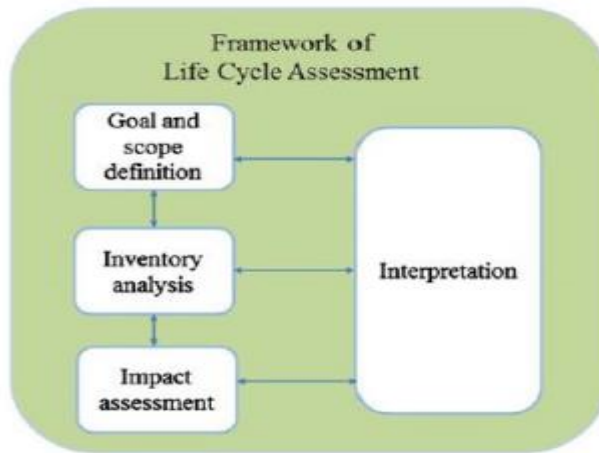 Framework of
Life Cycle Assessment
Goal and
scope
definition
Inventory
analysis
Impact
assessment
Interpretation